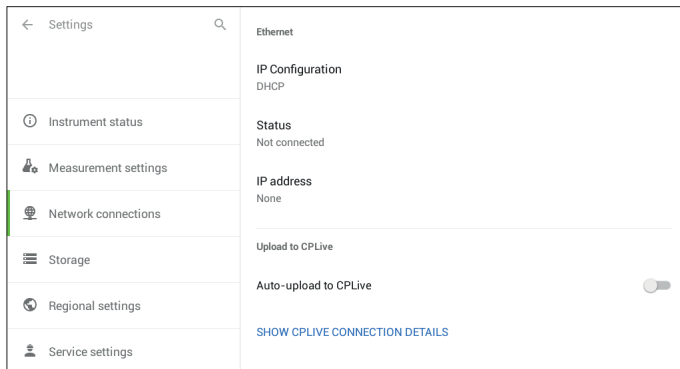 Settings
Instrument status
Measurement settings
Network connections
Storage
Regional settings
Service settings
Ethernet
IP Configuration
DHCP
Status
Not connected
IP address
None
Upload to CPLive
Auto-upload to CPLive
SHOW CPLIVE CONNECTION DETAILS